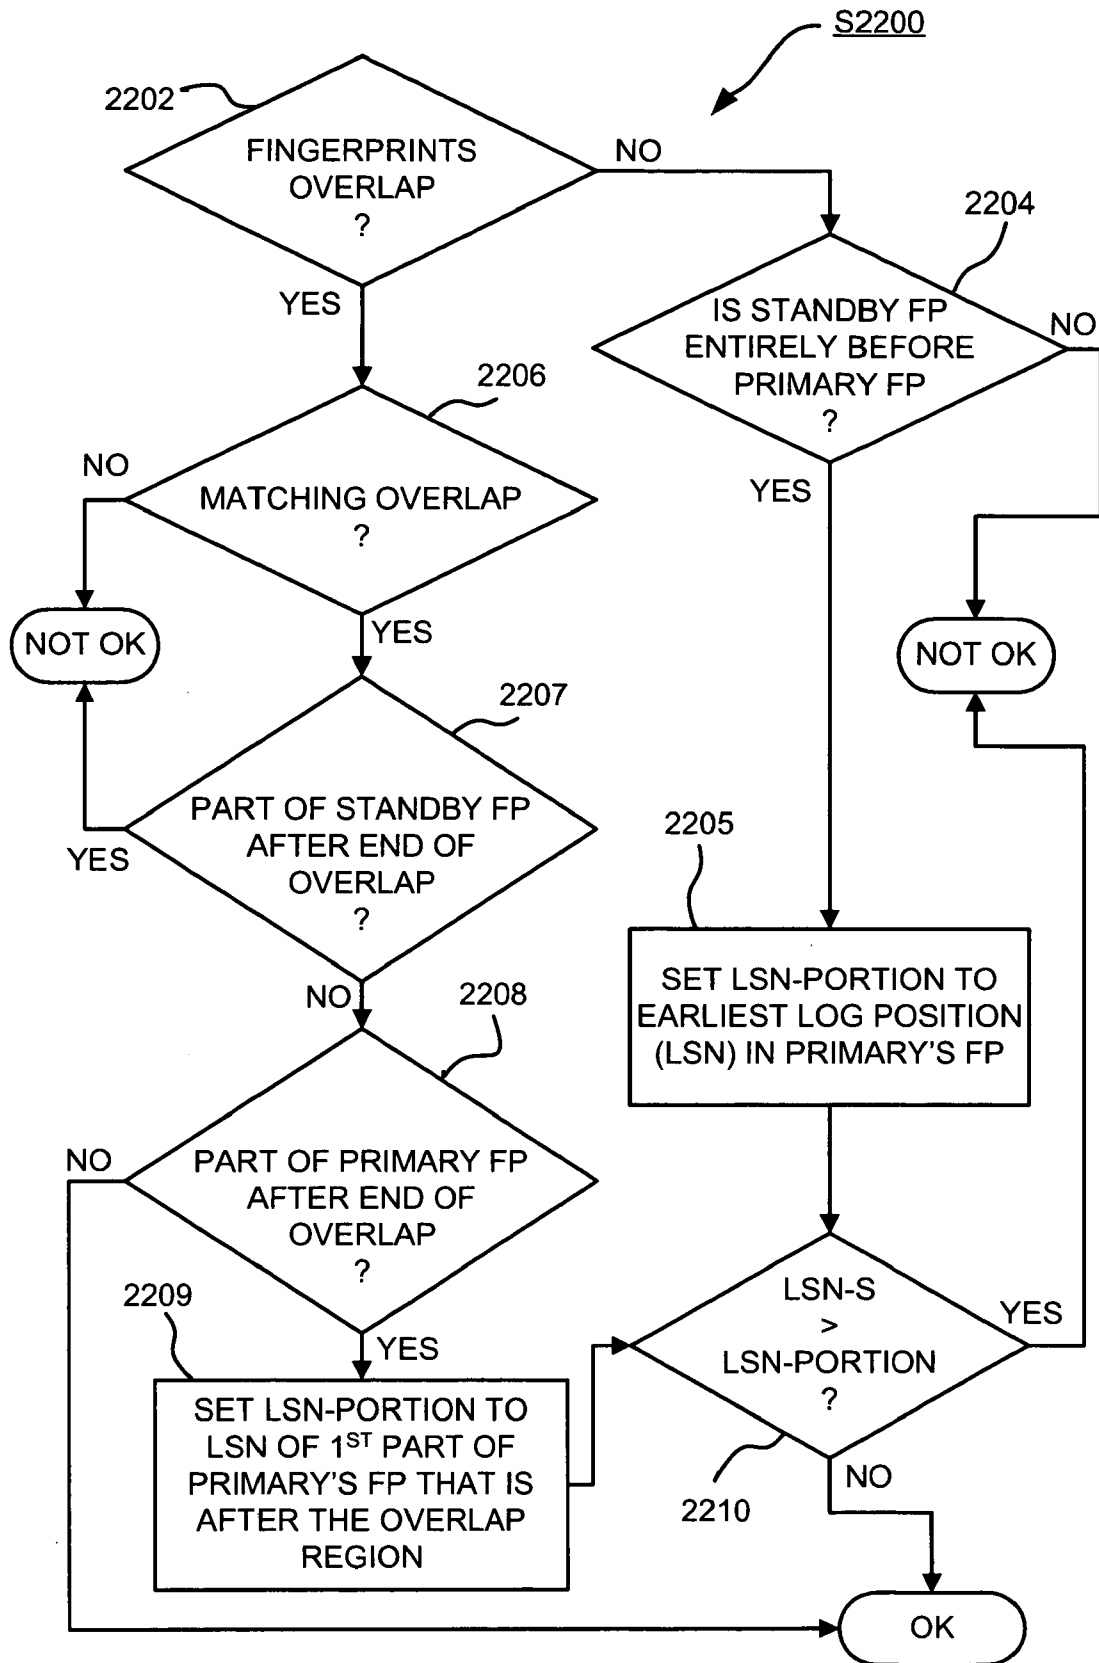 S2200
2202
FINGERPRINTS
OVERLAP
?
NO
YES
2204
IS STANDBY FP
ENTIRELY BEFORE
PRIMARY FP
?
NO
YES
2206
MATCHING OVERLAP
?
NO
YES
NOT OK
NOT OK
2207
PART OF STANDBY FP
AFTER END OF
OVERLAP
?
YES
NO
2205
SET LSN-PORTION TO
EARLIEST LOG POSITION
(LSN) IN PRIMARY'S FP
2208
PART OF PRIMARY FP
AFTER END OF
OVERLAP
?
NO
YES
2209
SET LSN-PORTION TO
LSN OF 1ST PART OF
PRIMARY'S FP THAT IS
AFTER THE OVERLAP
REGION
LSN-S
>
LSN-PORTION
?
YES
NO
2210
OK